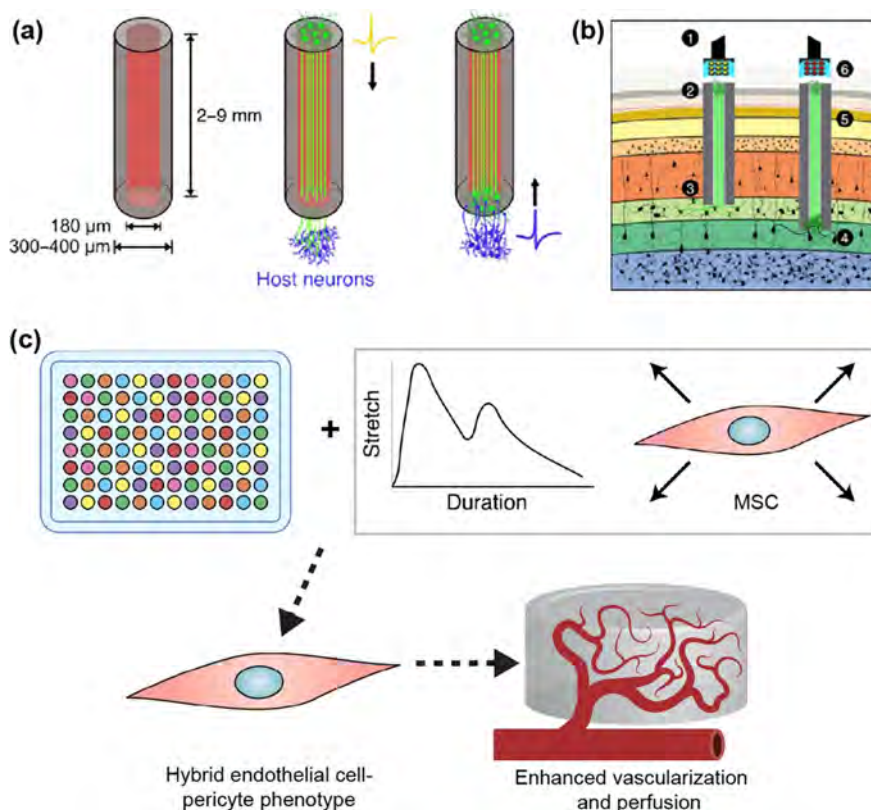 (a)
2–9 mm
180 μm
300–400 μm
Host neurons
(b)
1
2
3
4
5
6
(c)
+
Stretch
Duration
MSC
Hybrid endothelial cell-
pericyte phenotype
Enhanced vascularization
and perfusion